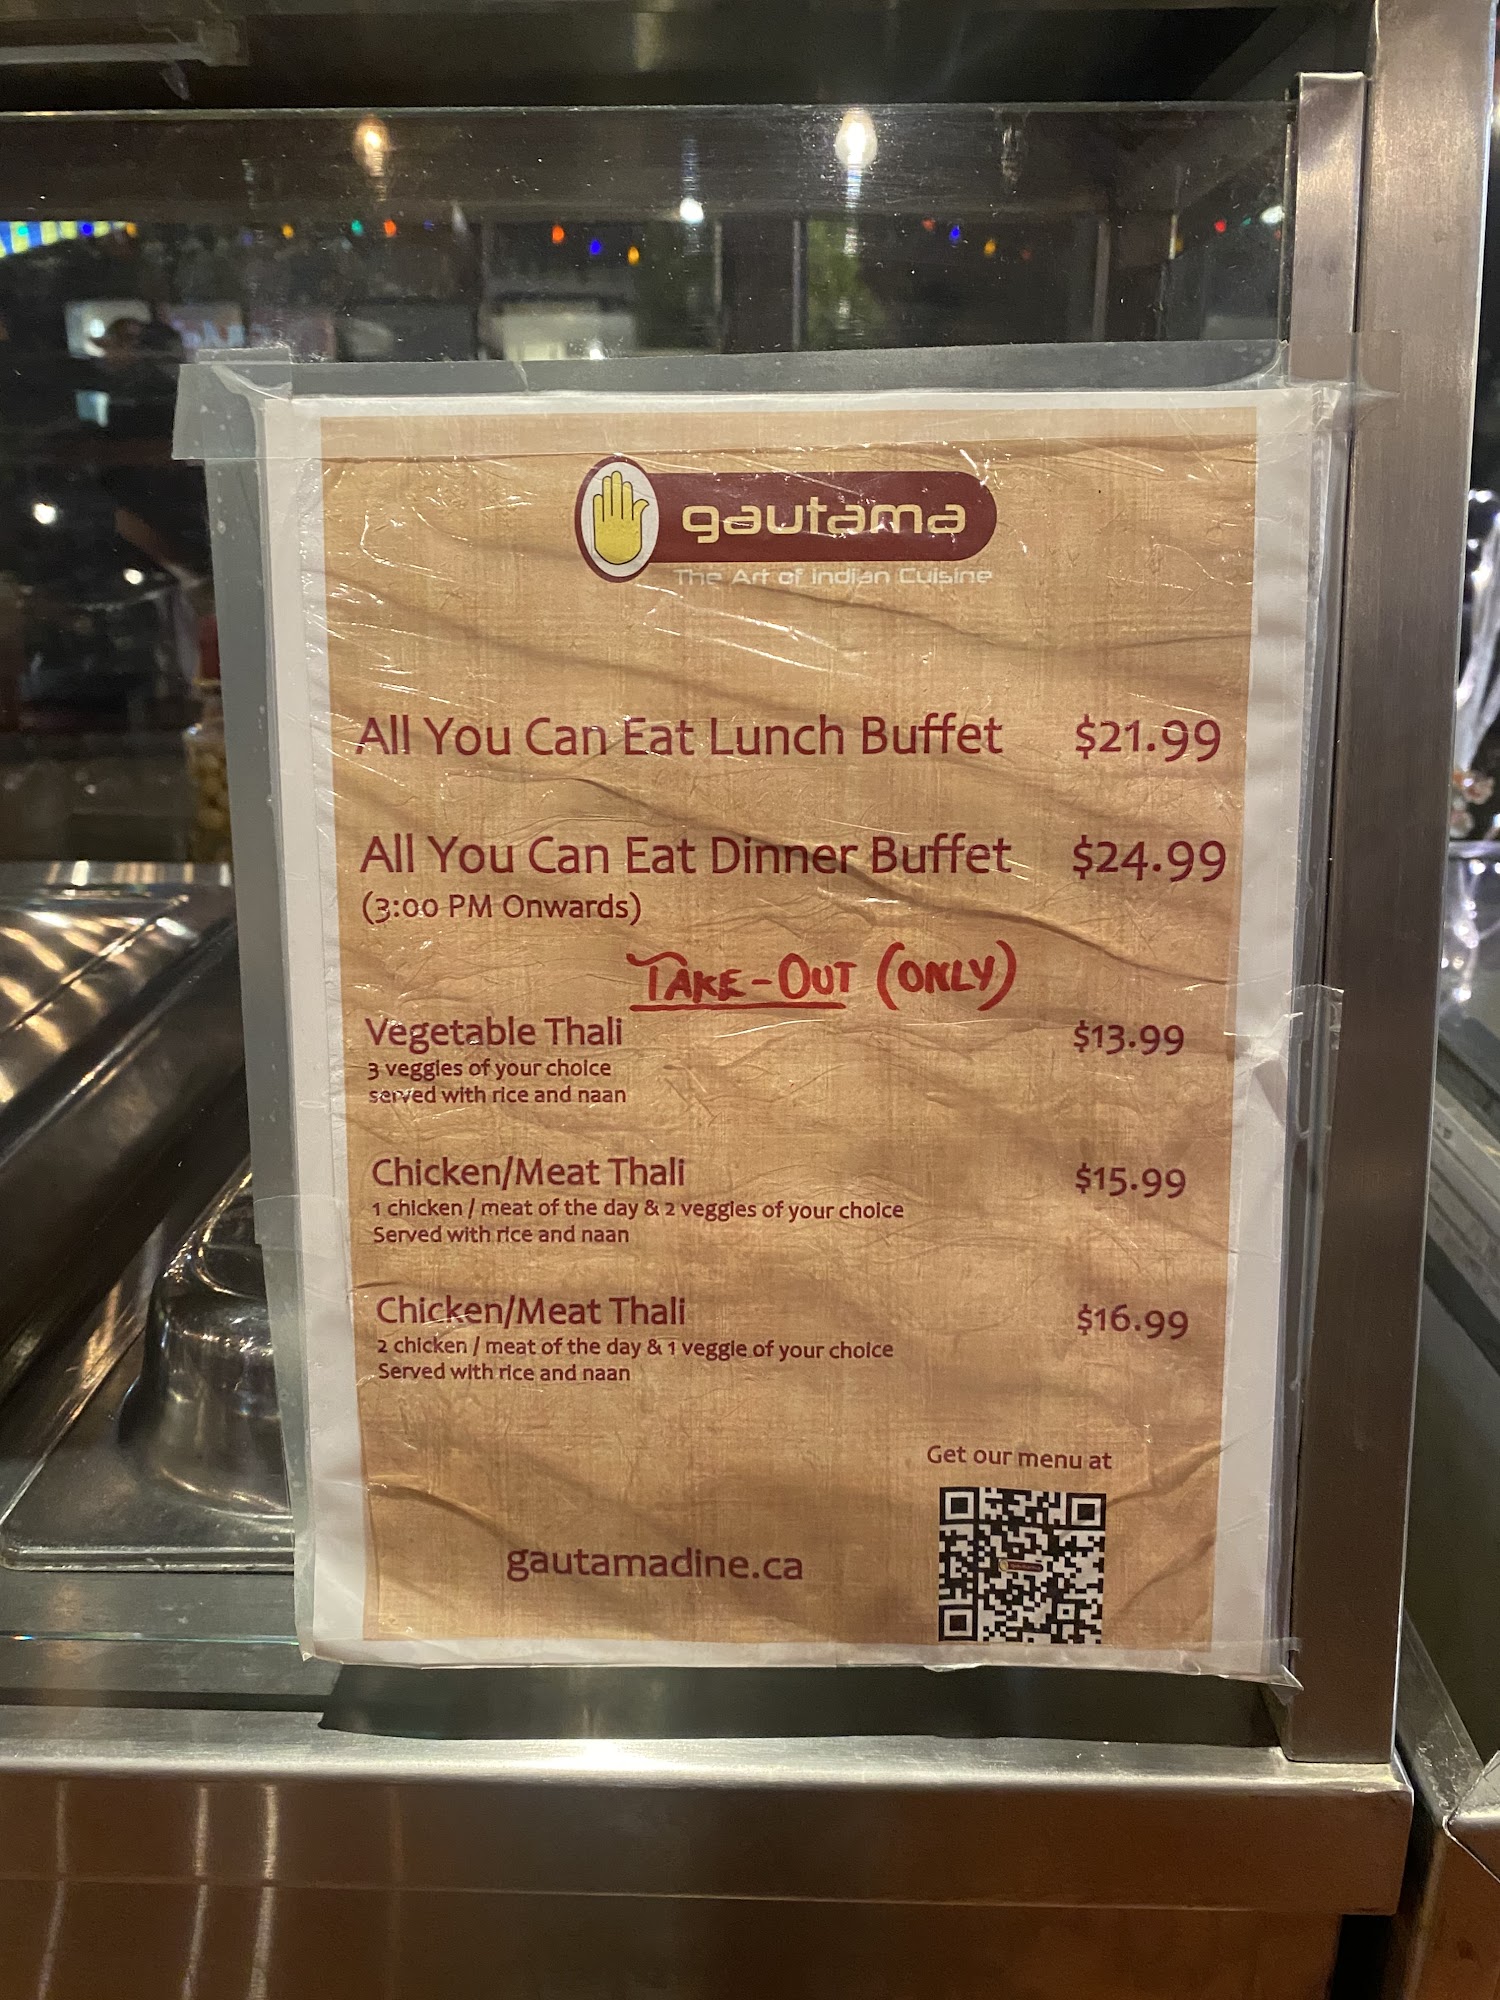 gautama
The Art of Indian Cuisine
All You Can Eat Lunch Buffet $21.99
All You Can Eat Dinner Buffet $24.99
(3:00 PM Onwards)
TAKE-OUT (ONLY)
Vegetable Thali $13.99
3 veggies of your choice
served with rice and naan
Chicken/Meat Thali $15.99
1 chicken / meat of the day & 2 veggies of your choice
Served with rice and naan
Chicken/Meat Thali $16.99
2 chicken / meat of the day & 1 veggie of your choice
Served with rice and naan
Get our menu at
gautamadine.ca